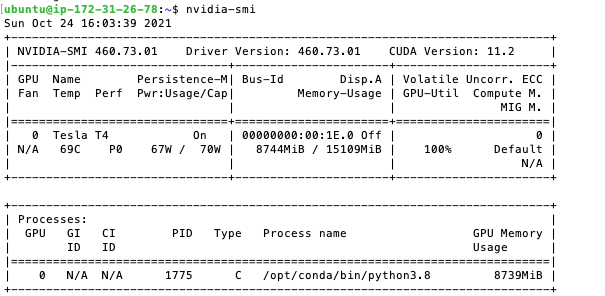 ubuntu@ip-172-31-26-78:~$ nvidia-smi
Sun Oct 24 16:03:39 2021
+-----------------------------------------------------------------------------+
| NVIDIA-SMI 460.73.01    Driver Version: 460.73.01    CUDA Version: 11.2     |
|-------------------------------+----------------------+----------------------+
| GPU  Name        Persistence-M| Bus-Id        Disp.A | Volatile Uncorr. ECC |
| Fan  Temp  Perf  Pwr:Usage/Cap|         Memory-Usage | GPU-Util  Compute M. |
|                               |                      |               MIG M. |
|===============================+======================+======================|
|   0  Tesla T4            On   | 00000000:00:1E.0 Off |                    0 |
| N/A   69C    P0    67W /  70W |   8744MiB / 15109MiB |    100%      Default |
|                               |                      |                  N/A |
+-------------------------------+----------------------+----------------------+

+-----------------------------------------------------------------------------+
| Processes:                                                                  |
|  GPU   GI   CI        PID   Type   Process name                  GPU Memory |
|        ID   ID                                                   Usage      |
|=============================================================================|
|    0   N/A  N/A      1775      C   /opt/conda/bin/python3.8         8739MiB |
+-----------------------------------------------------------------------------+